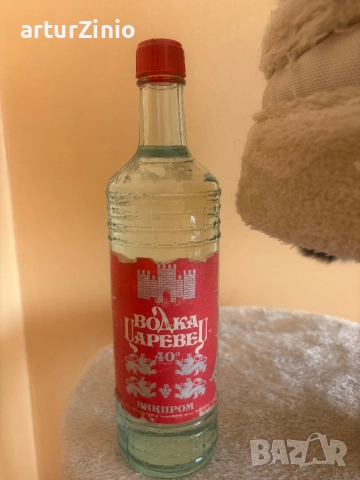 arturZinio
ВОДКА
ЦАРЕВЕЦ
40°
ВИНПРОМ
BAZAR